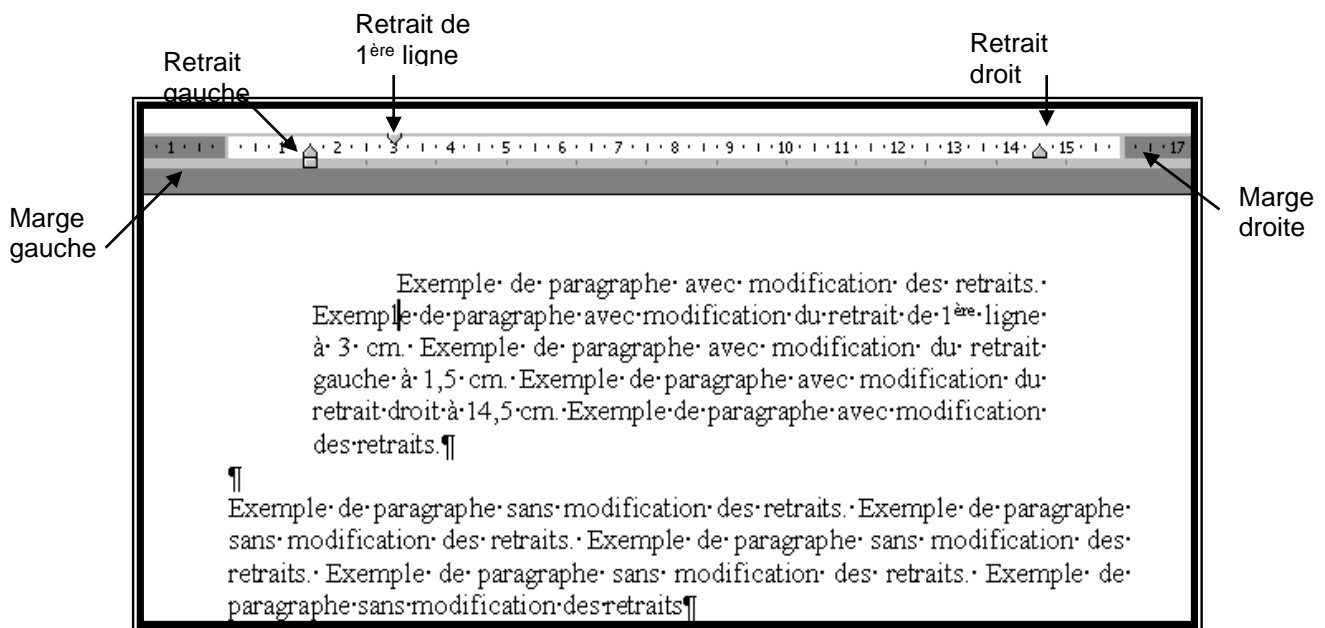 Retrait de
1ère ligne
Retrait
droit
Retrait
gauche
1 1 2 3 4 5 6 7 8 9 10 11 12 13 14 15 17
Marge
gauche
Marge
droite
Exemple de paragraphe avec modification des retraits.
Exemple de paragraphe avec modification du retrait de 1ère ligne
à 3 cm. Exemple de paragraphe avec modification du retrait
gauche à 1,5 cm. Exemple de paragraphe avec modification du
retrait droit à 14,5 cm. Exemple de paragraphe avec modification
des retraits.¶
¶
Exemple de paragraphe sans modification des retraits. Exemple de paragraphe
sans modification des retraits. Exemple de paragraphe sans modification des
retraits. Exemple de paragraphe sans modification des retraits. Exemple de
paragraphe sans modification des retraits¶